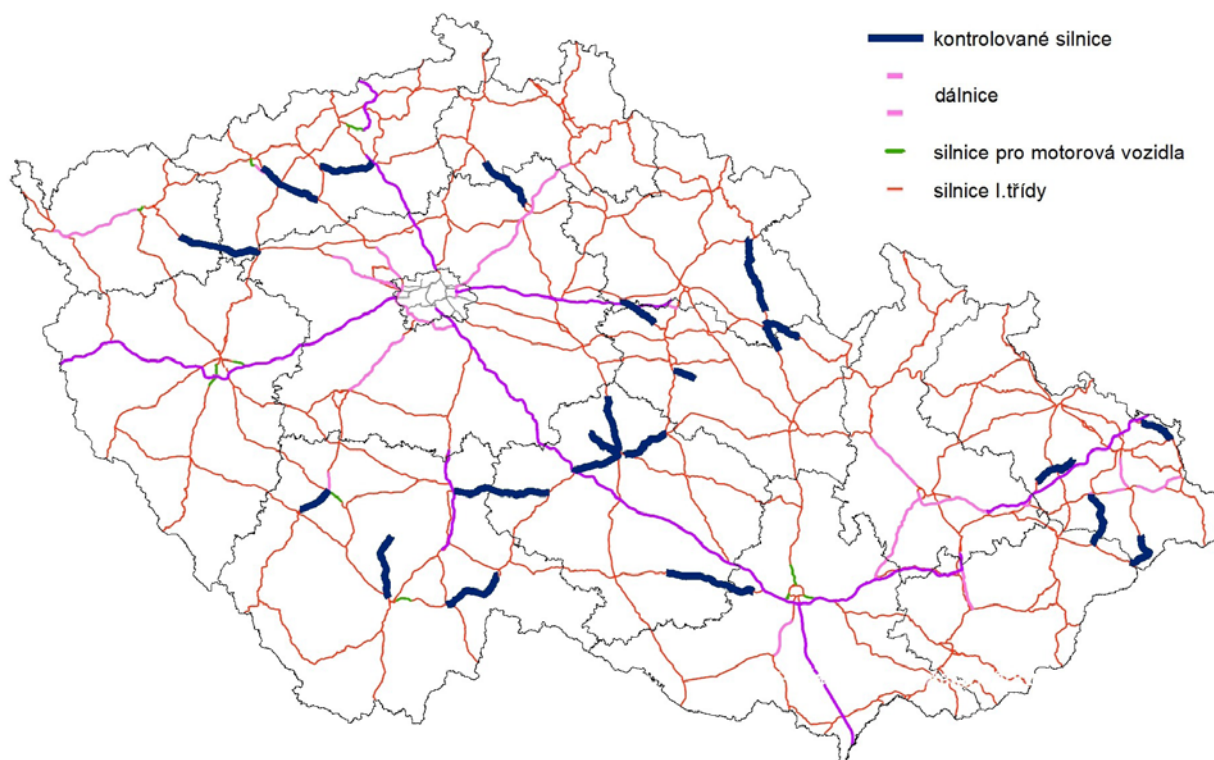 kontrolované silnice
dálnice
silnice pro motorová vozidla
silnice I.třídy